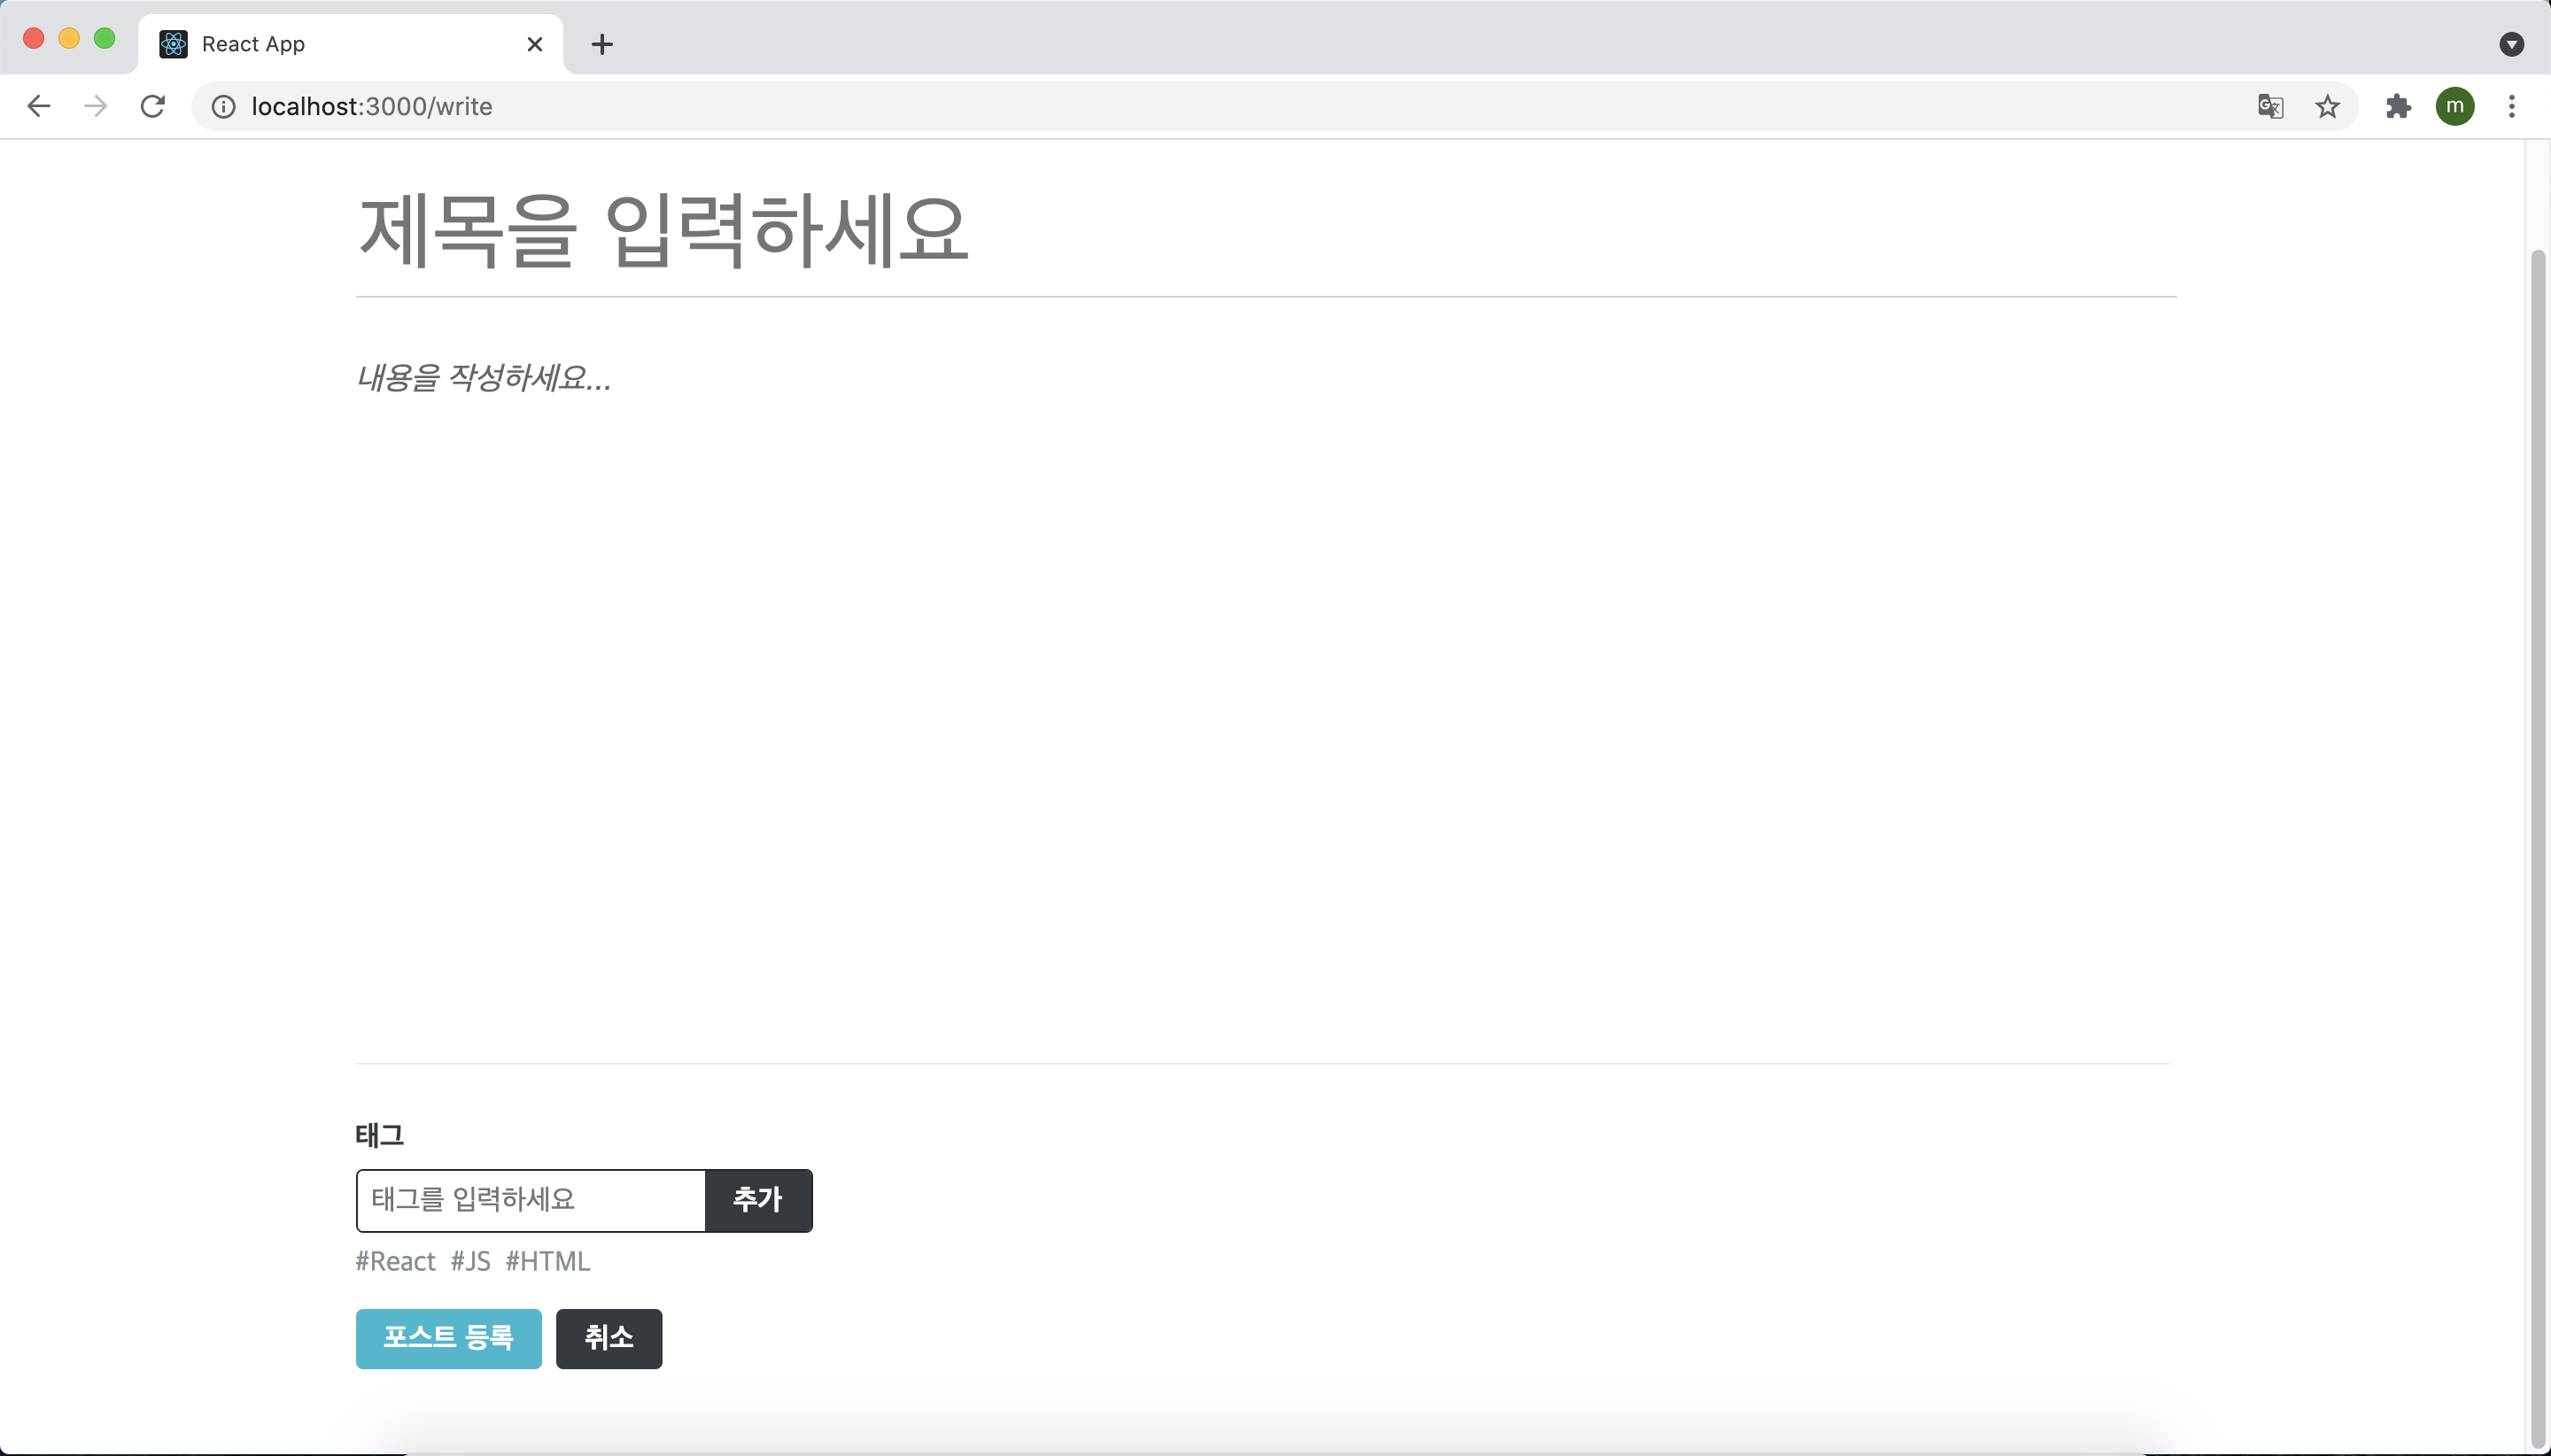 React App
localhost:3000/write
m
제목을 입력하세요
내용을 작성하세요...
태그
태그를 입력하세요 추가
#React #JS #HTML
포스트 등록 취소